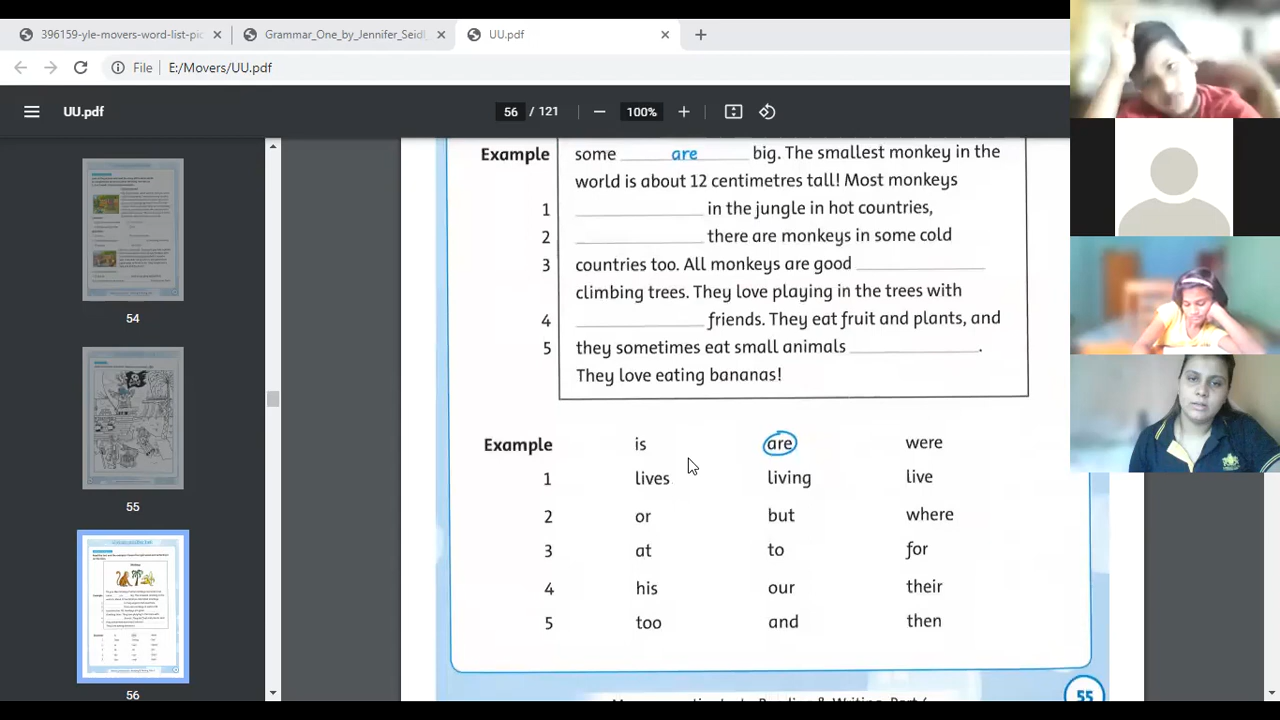 396159-yle-movers-word-list-pic
Grammar_One_by_Jennifer_Seidl
UU.pdf
File E:/Movers/UU.pdf
UU.pdf
56 / 121
100%
54
55
56
Example some are big. The smallest monkey in the
world is about 12 centimetres tall! Most monkeys
1 in the jungle in hot countries,
2 there are monkeys in some cold
3 countries too. All monkeys are good
climbing trees. They love playing in the trees with
4 friends. They eat fruit and plants, and
5 they sometimes eat small animals .
They love eating bananas!
Example is are were
1 lives living live
2 or but where
3 at to for
4 his our their
5 too and then
55